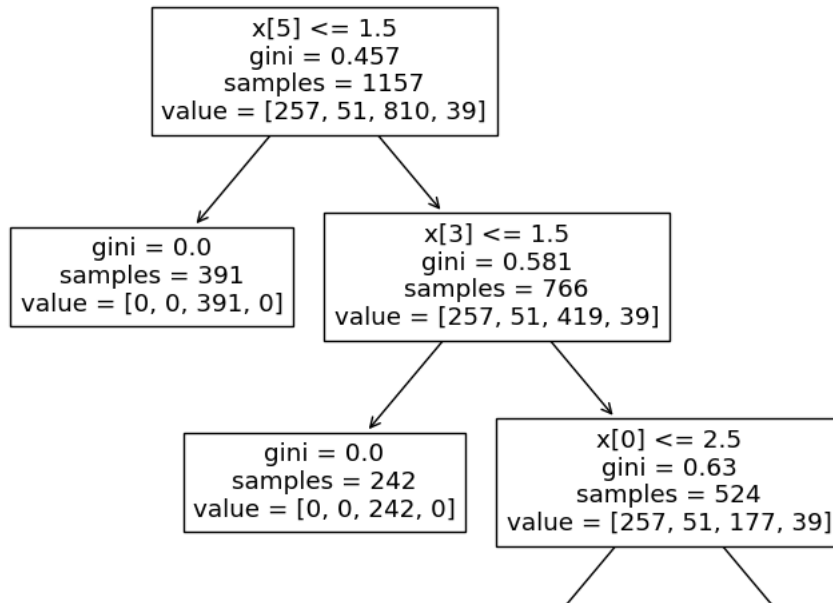 x[5] <= 1.5
gini = 0.457
samples = 1157
value = [257, 51, 810, 39]
gini = 0.0
samples = 391
value = [0, 0, 391, 0]
x[3] <= 1.5
gini = 0.581
samples = 766
value = [257, 51, 419, 39]
gini = 0.0
samples = 242
value = [0, 0, 242, 0]
x[0] <= 2.5
gini = 0.63
samples = 524
value = [257, 51, 177, 39]